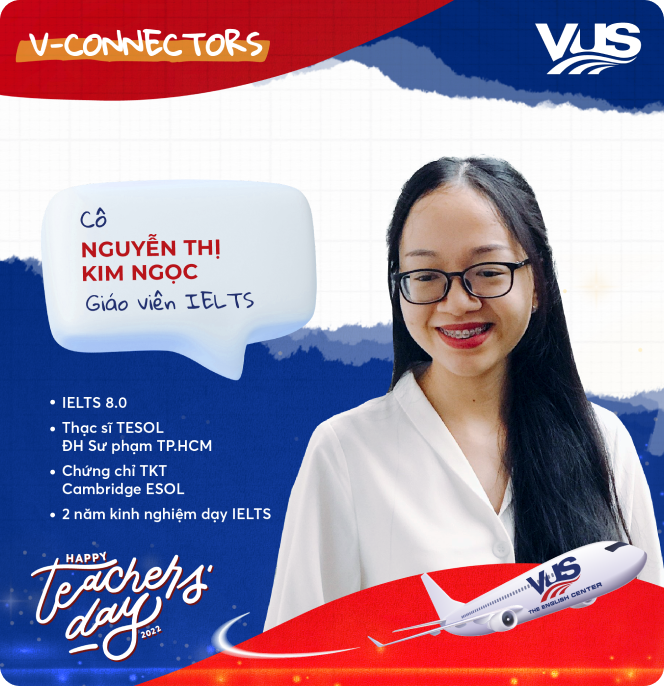 V-CONNECTORS
VUS
Cô
NGUYỄN THỊ
KIM NGỌC
Giáo viên IELTS
• IELTS 8.0
• Thạc sĩ TESOL
ĐH Sư phạm TP.HCM
• Chứng chỉ TKT
Cambridge ESOL
• 2 năm kinh nghiệm dạy IELTS
HAPPY
Teachers'
day
2022
VUS
THE ENGLISH CENTER